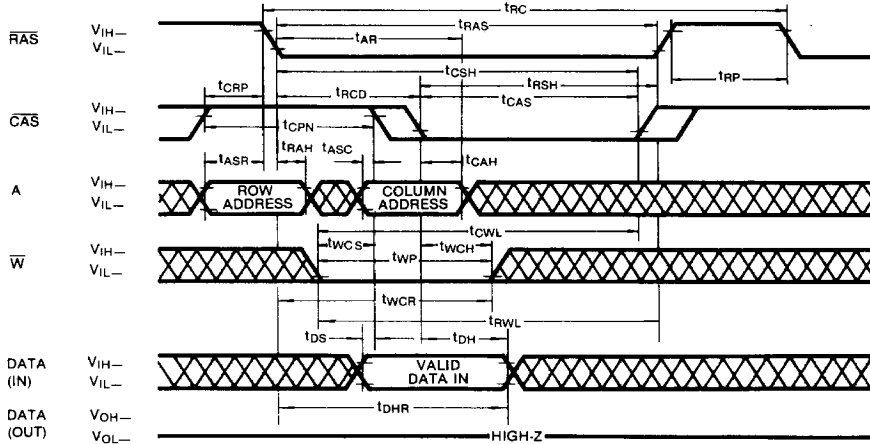 tRC
RAS VIH— VIL—
tRAS
tAR
tCSH
tRP
tCRP tRCD tRSH
tCAS
CAS VIH— VIL—
tCPN
tASR tRAH tASC tCAH
A VIH— VIL—
ROW ADDRESS
COLUMN ADDRESS
tCWL
tWCS tWCH
tWP
W VIH— VIL—
tWCR
tRWL
tDS tDH
DATA (IN) VIH— VIL—
VALID DATA IN
tDHR
DATA (OUT) VOH— VOL—
HIGH-Z